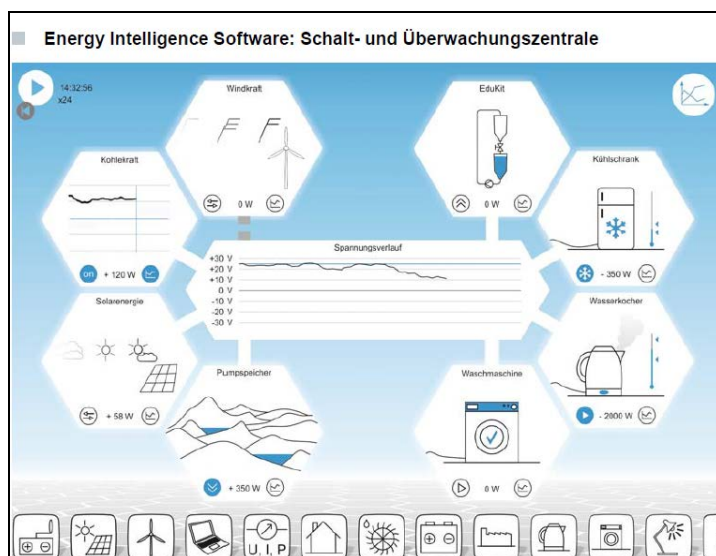 Energy Intelligence Software: Schalt- und Überwachungszentrale
14:32:56
x24
Windkraft
0 W
EduKit
0 W
Kohlekraft
on + 120 W
Kühlschrank
- 350 W
Spannungsverlauf
+30 V
+20 V
+10 V
0 V
-10 V
-20 V
-30 V
Solarenergie
+ 58 W
Wasserkocher
- 2000 W
Pumpspeicher
+ 350 W
Waschmaschine
0 W
U, I, P